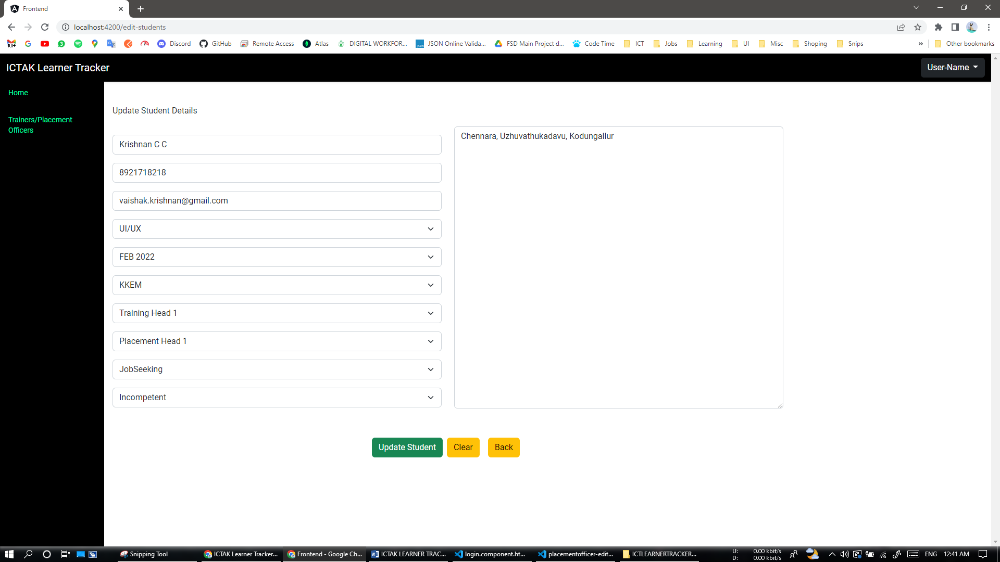 Frontend
localhost:4200/edit-students
100+
3
Discord
GitHub
Remote Access
Atlas
DIGITAL WORKFOR...
JSON Online Valida...
FSD Main Project d...
Code Time
ICT
Jobs
Learning
UI
Misc
Shoping
Snips
»
Other bookmarks
ICTAK Learner Tracker
User-Name
Home
Trainers/Placement
Officers
Update Student Details
Krishnan C C
8921718218
vaishak.krishnan@gmail.com
UI/UX
FEB 2022
KKEM
Training Head 1
Placement Head 1
JobSeeking
Incompetent
Chennara, Uzhuvathukadavu, Kodungallur
Update Student
Clear
Back
Snipping Tool
ICTAK Learner Tracker...
Frontend - Google Ch...
ICTAK LEARNER TRAC...
login.component.ht...
placementofficer-edit...
ICTLEARNERTRACKER...
U: 0.00 kbit/s
D: 0.00 kbit/s
ENG
12:41 AM